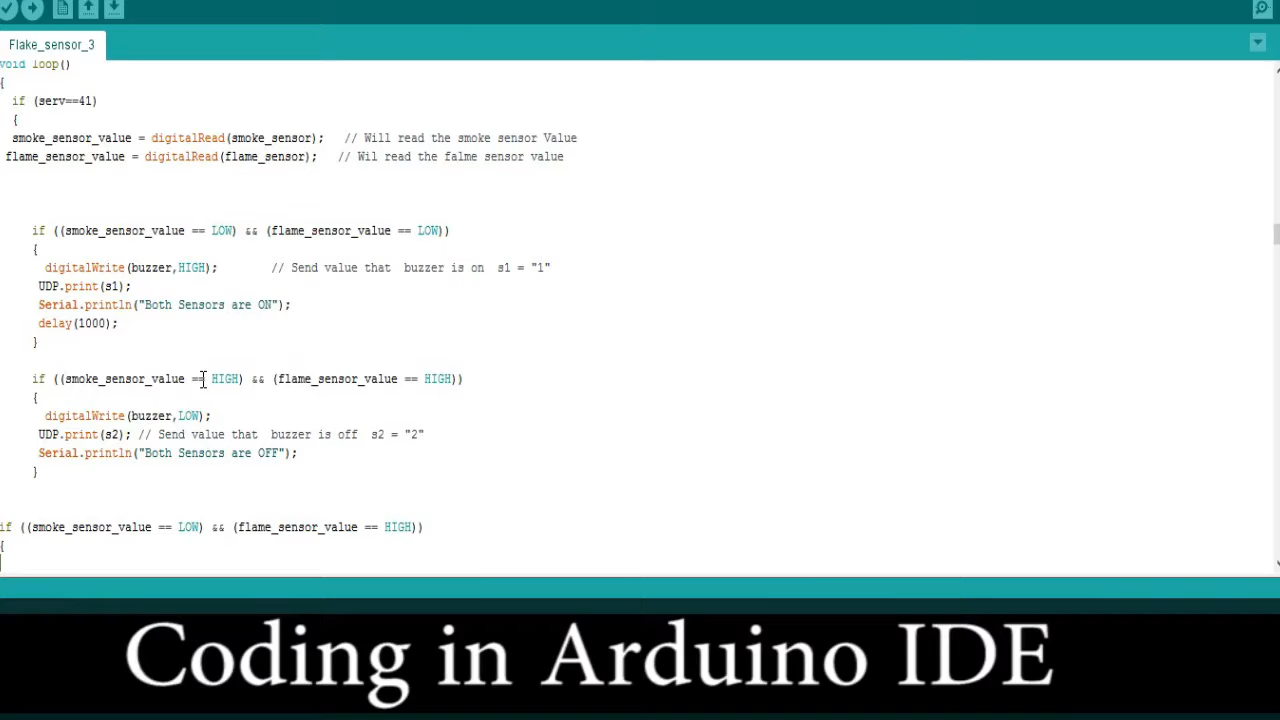 Flake_sensor_3
void loop()
{
if (serv==41)
{
smoke_sensor_value = digitalRead(smoke_sensor); // Will read the smoke sensor Value
flame_sensor_value = digitalRead(flame_sensor); // Wil read the falme sensor value
if ((smoke_sensor_value == LOW) && (flame_sensor_value == LOW))
{
digitalWrite(buzzer,HIGH); // Send value that buzzer is on s1 = "1"
UDP.print(s1);
Serial.println("Both Sensors are ON");
delay(1000);
}
if ((smoke_sensor_value == HIGH) && (flame_sensor_value == HIGH))
{
digitalWrite(buzzer,LOW);
UDP.print(s2); // Send value that buzzer is off s2 = "2"
Serial.println("Both Sensors are OFF");
}
if ((smoke_sensor_value == LOW) && (flame_sensor_value == HIGH))
{
Coding in Arduino IDE